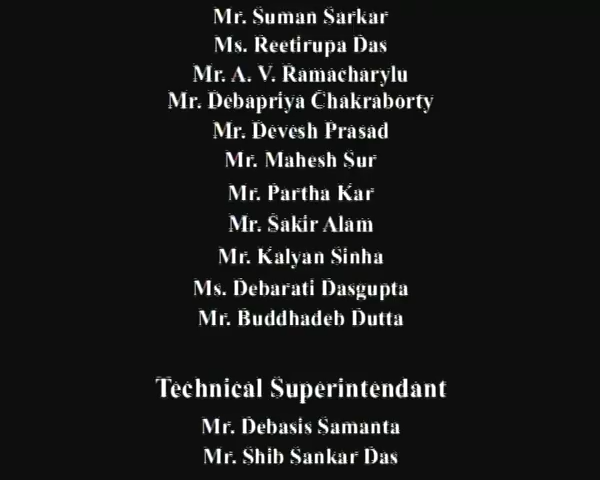 Mr. Suman Sarkar
Ms. Reetirupa Das
Mr. A. V. Ramacharylu
Mr. Debapriya Chakraborty
Mr. Devesh Prasad
Mr. Mahesh Sur
Mr. Partha Kar
Mr. Sakir Alam
Mr. Kalyan Sinha
Ms. Debarati Dasgupta
Mr. Buddhadeb Dutta
Technical Superintendant
Mr. Debasis Samanta
Mr. Shib Sankar Das